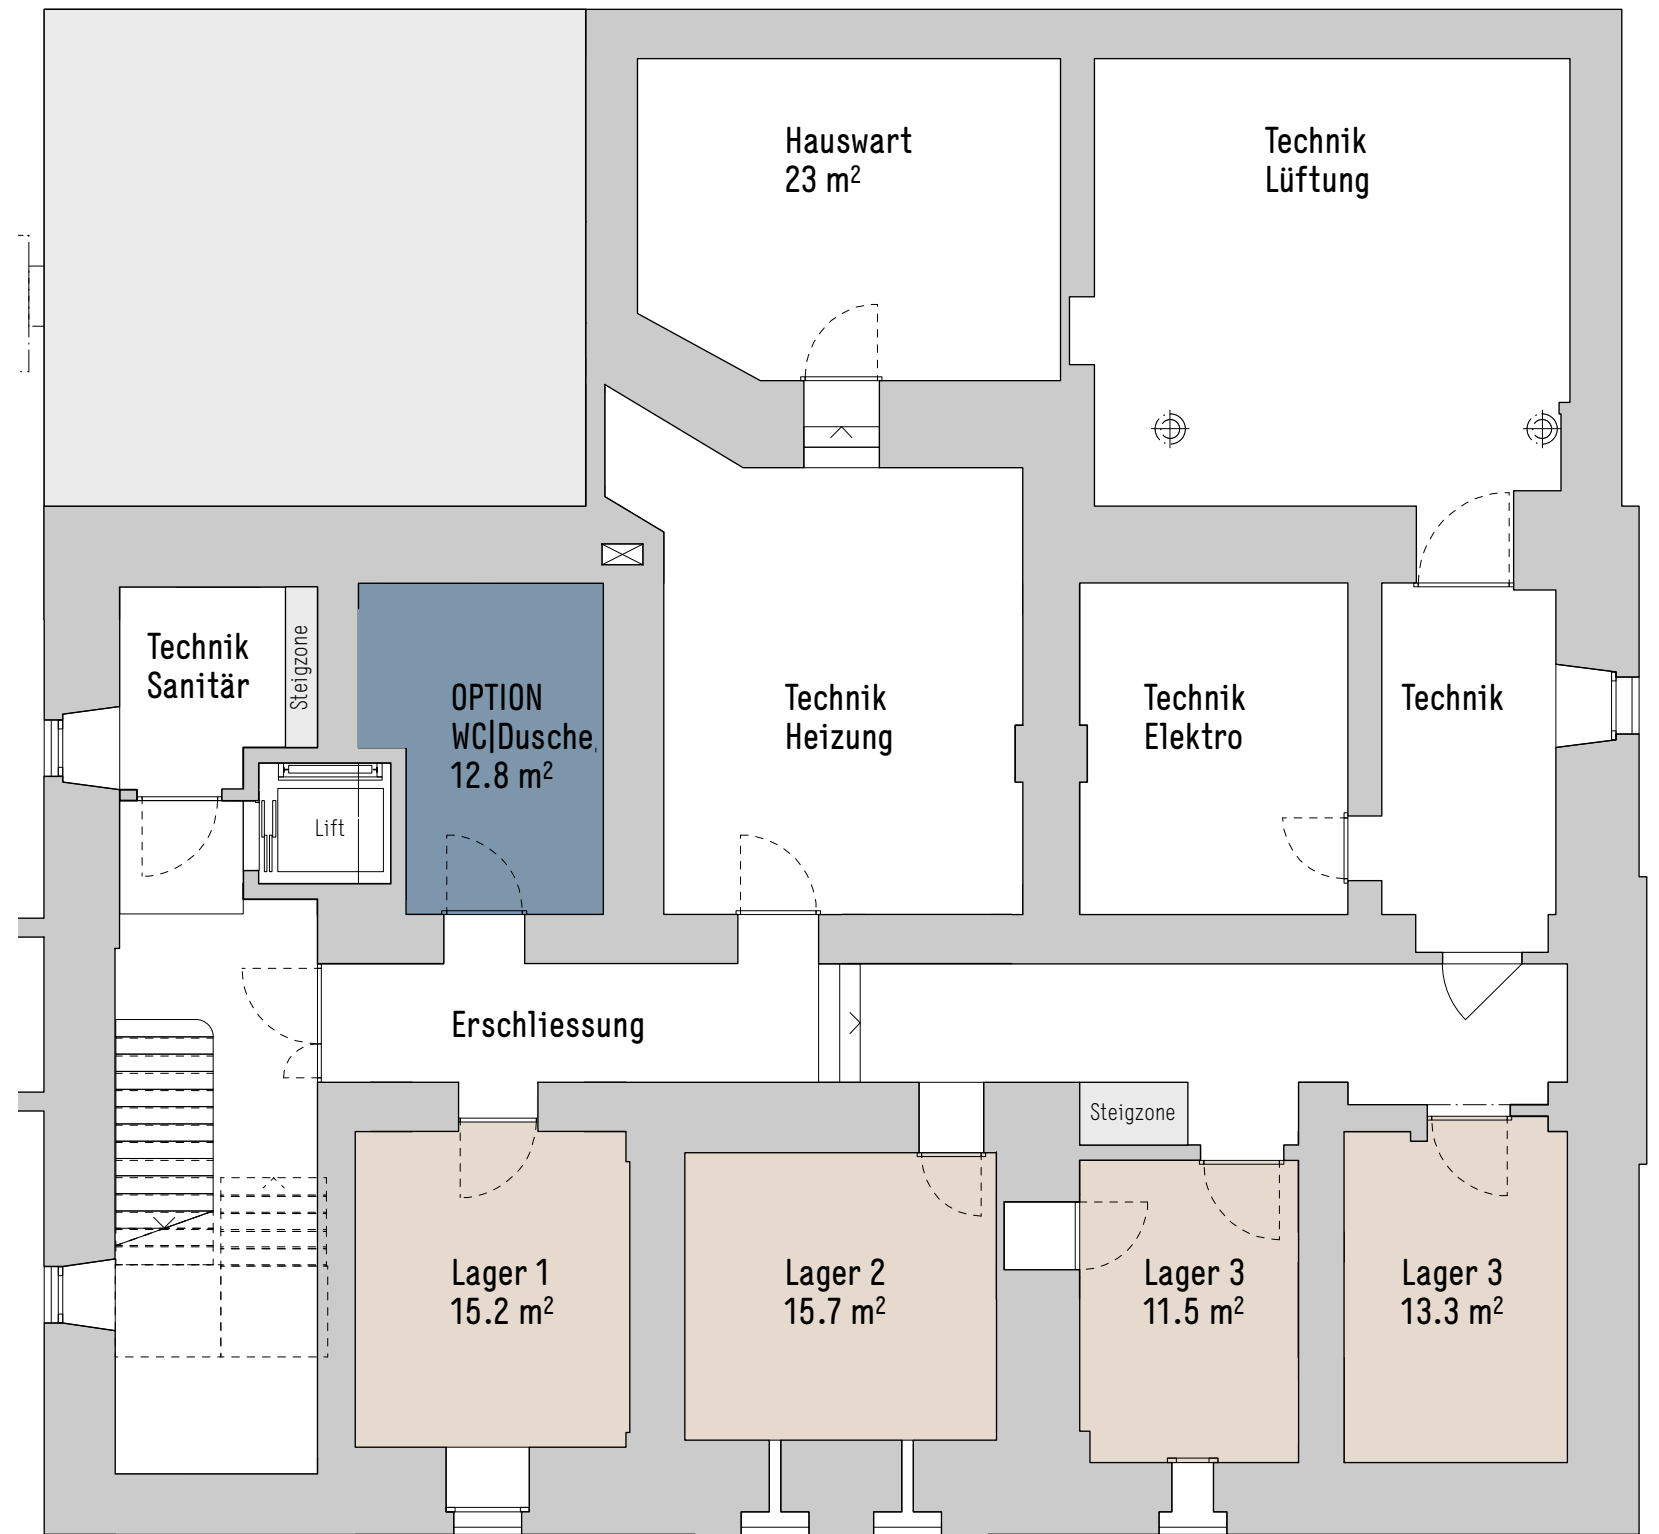 Hauswart
23 m²
Technik
Lüftung
Technik
Sanitär
Steigzone
OPTION
WC|Dusche
12.8 m²
Technik
Heizung
Technik
Elektro
Technik
Lift
Erschliessung
Steigzone
Lager 1
15.2 m²
Lager 2
15.7 m²
Lager 3
11.5 m²
Lager 3
13.3 m²